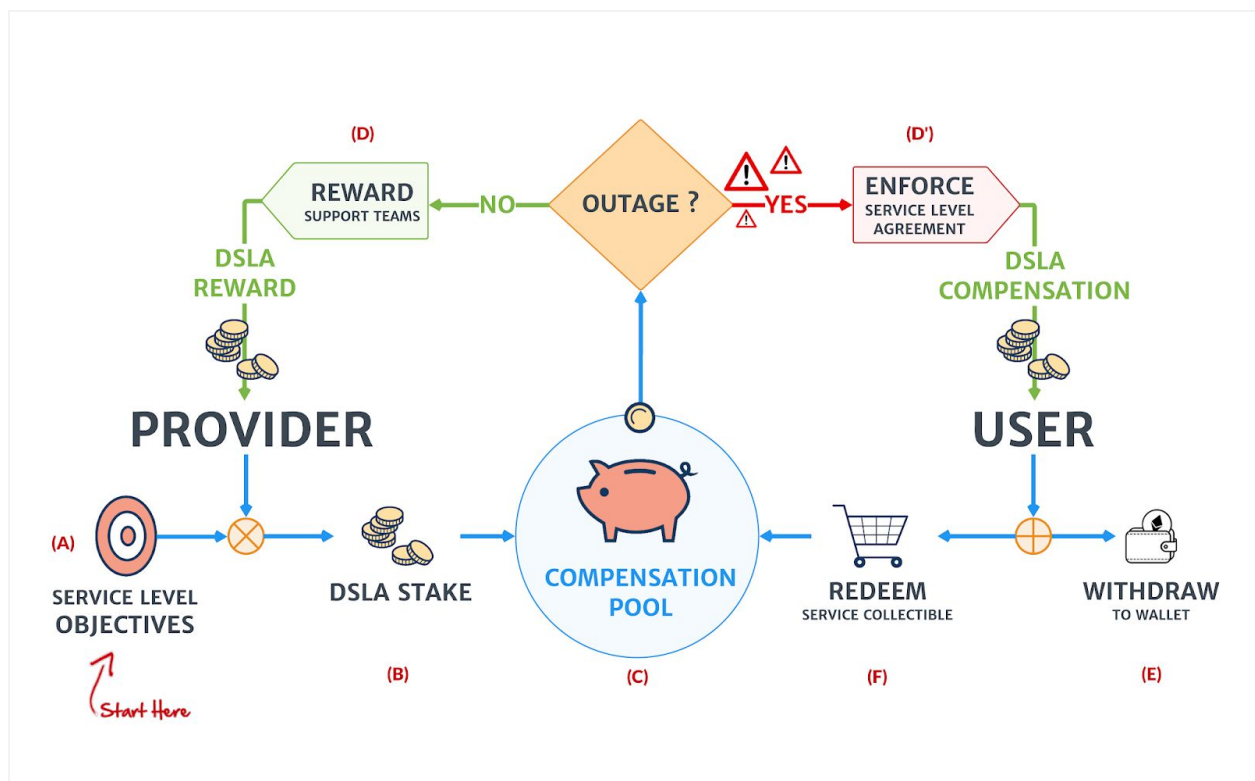 (D)
(D')
REWARD
SUPPORT TEAMS
NO
OUTAGE ?
YES
ENFORCE
SERVICE LEVEL
AGREEMENT
DSLA
REWARD
DSLA
COMPENSATION
PROVIDER
USER
(A)
SERVICE LEVEL
OBJECTIVES
DSLA STAKE
COMPENSATION
POOL
REDEEM
SERVICE COLLECTIBLE
WITHDRAW
TO WALLET
(B)
(C)
(F)
(E)
Start Here